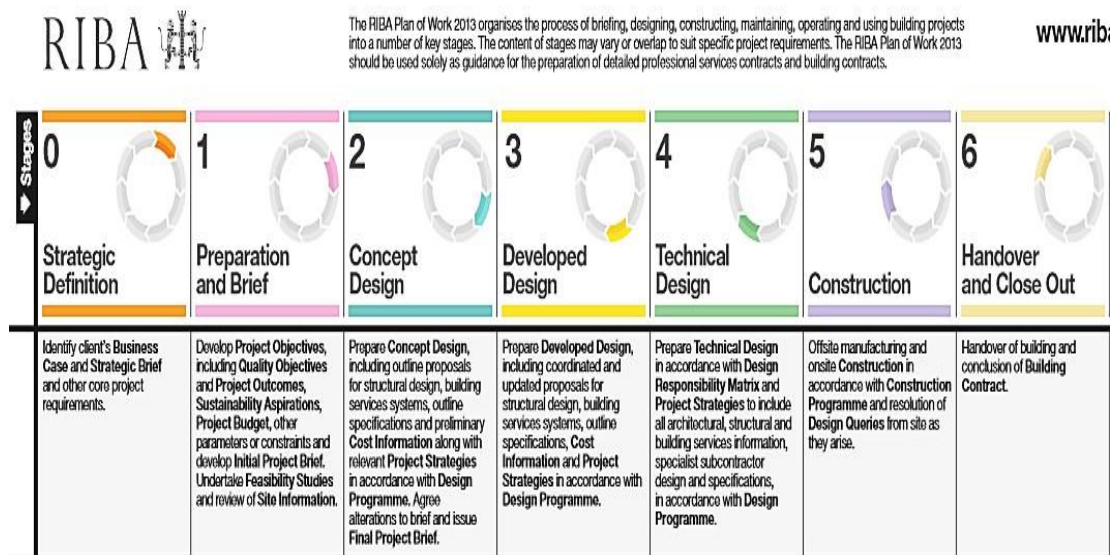 RIBA
The RIBA Plan of Work 2013 organises the process of briefing, designing, constructing, maintaining, operating and using building projects
into a number of key stages. The content of stages may vary or overlap to suit specific project requirements. The RIBA Plan of Work 2013
should be used solely as guidance for the preparation of detailed professional services contracts and building contracts.
www.riba
Stages
0
Strategic
Definition
1
Preparation
and Brief
2
Concept
Design
3
Developed
Design
4
Technical
Design
5
Construction
6
Handover
and Close Out
Identify client's Business
Case and Strategic Brief
and other core project
requirements.
Develop Project Objectives,
including Quality Objectives
and Project Outcomes,
Sustainability Aspirations,
Project Budget, other
parameters or constraints and
develop Initial Project Brief.
Undertake Feasibility Studies
and review of Site Information.
Prepare Concept Design,
including outline proposals
for structural design, building
services systems, outline
specifications and preliminary
Cost Information along with
relevant Project Strategies
in accordance with Design
Programme. Agree
alterations to brief and issue
Final Project Brief.
Prepare Developed Design,
including coordinated and
updated proposals for
structural design, building
services systems, outline
specifications, Cost
Information and Project
Strategies in accordance with
Design Programme.
Prepare Technical Design
in accordance with Design
Responsibility Matrix and
Project Strategies to include
all architectural, structural and
building services information,
specialist subcontractor
design and specifications,
in accordance with Design
Programme.
Offsite manufacturing and
onsite Construction in
accordance with Construction
Programme and resolution of
Design Queries from site as
they arise.
Handover of building and
conclusion of Building
Contract.